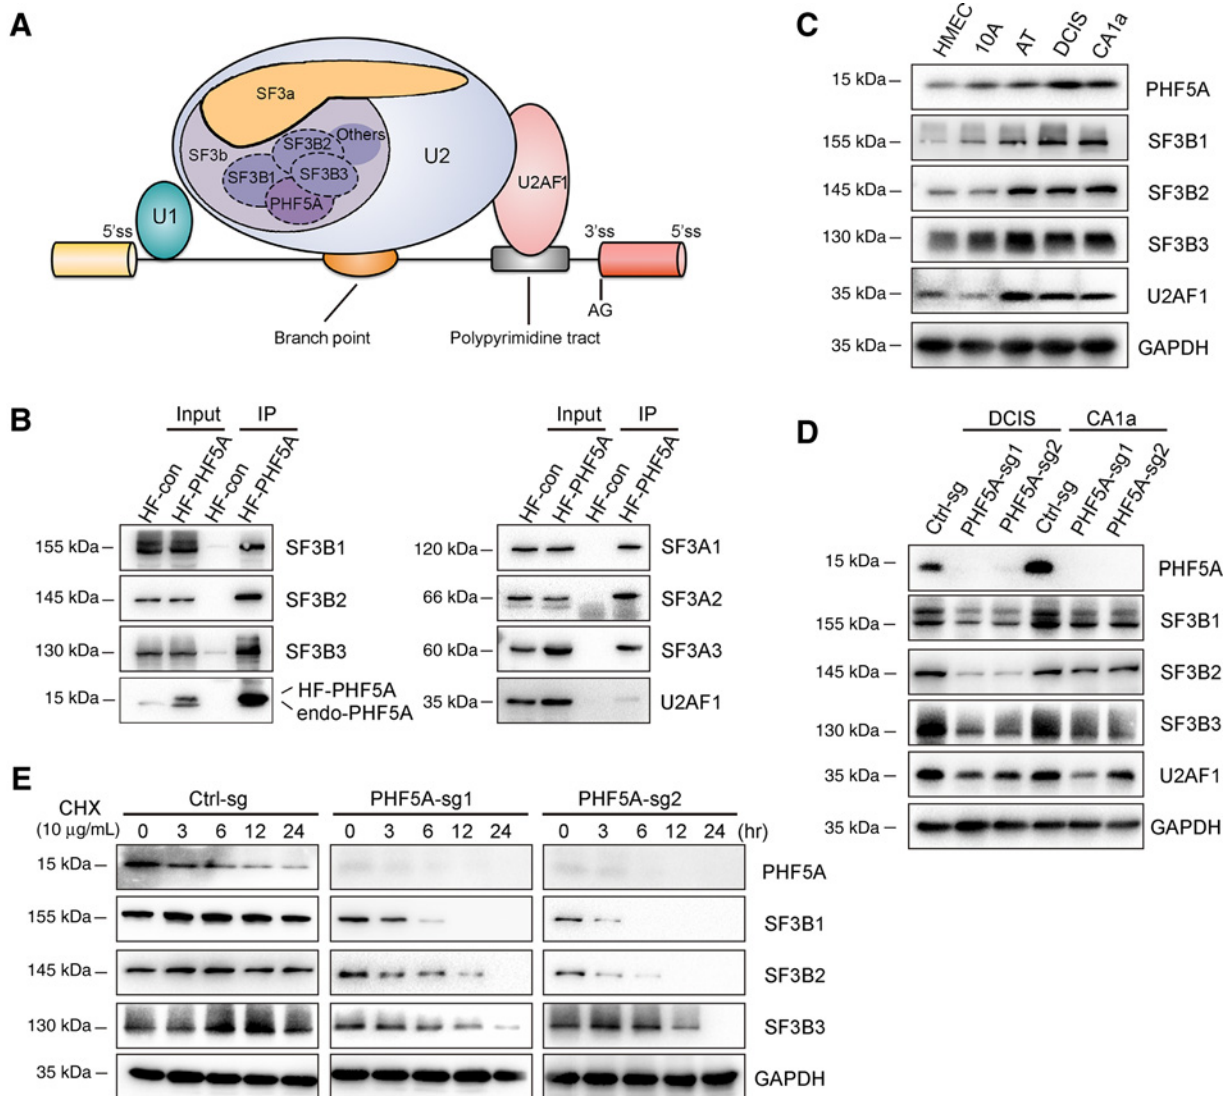 A
SF3a
Others
SF3B2
SF3b
SF3B1
SF3B3
PHF5A
U2
U2AF1
U1
5'ss
3'ss
5'ss
AG
Branch point
Polypyrimidine tract
B
Input IP
HF-con HF-PHF5A HF-con HF-PHF5A
155 kDa SF3B1
145 kDa SF3B2
130 kDa SF3B3
15 kDa HF-PHF5A
endo-PHF5A
Input IP
HF-con HF-PHF5A HF-con HF-PHF5A
120 kDa SF3A1
66 kDa SF3A2
60 kDa SF3A3
35 kDa U2AF1
C
HMEC 10A AT DCIS CA1a
15 kDa PHF5A
155 kDa SF3B1
145 kDa SF3B2
130 kDa SF3B3
35 kDa U2AF1
35 kDa GAPDH
D
DCIS CA1a
Ctrl-sg PHF5A-sg1 PHF5A-sg2 Ctrl-sg PHF5A-sg1 PHF5A-sg2
15 kDa PHF5A
155 kDa SF3B1
145 kDa SF3B2
130 kDa SF3B3
35 kDa U2AF1
35 kDa GAPDH
E
Ctrl-sg PHF5A-sg1 PHF5A-sg2
CHX
(10 µg/mL) 0 3 6 12 24 0 3 6 12 24 0 3 6 12 24 (hr)
15 kDa PHF5A
155 kDa SF3B1
145 kDa SF3B2
130 kDa SF3B3
35 kDa GAPDH